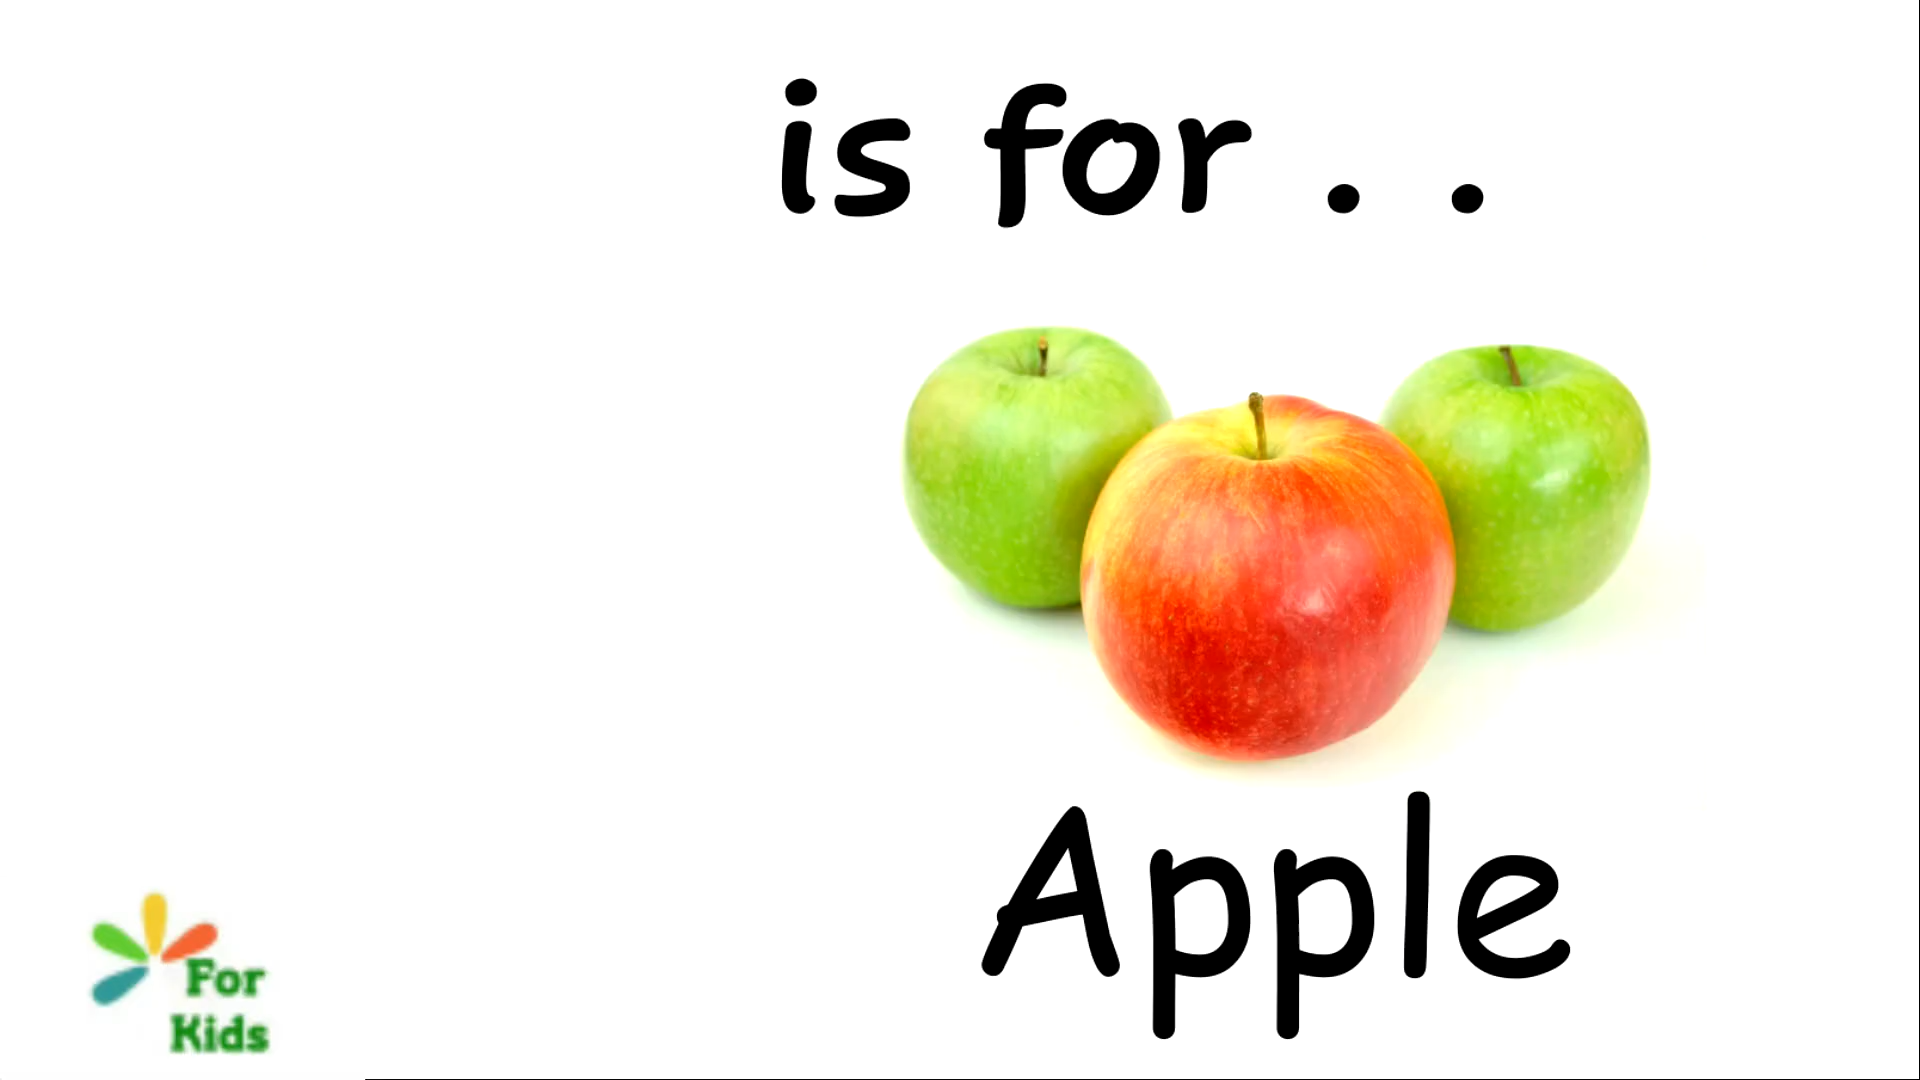 is for . .
Apple
For
Kids